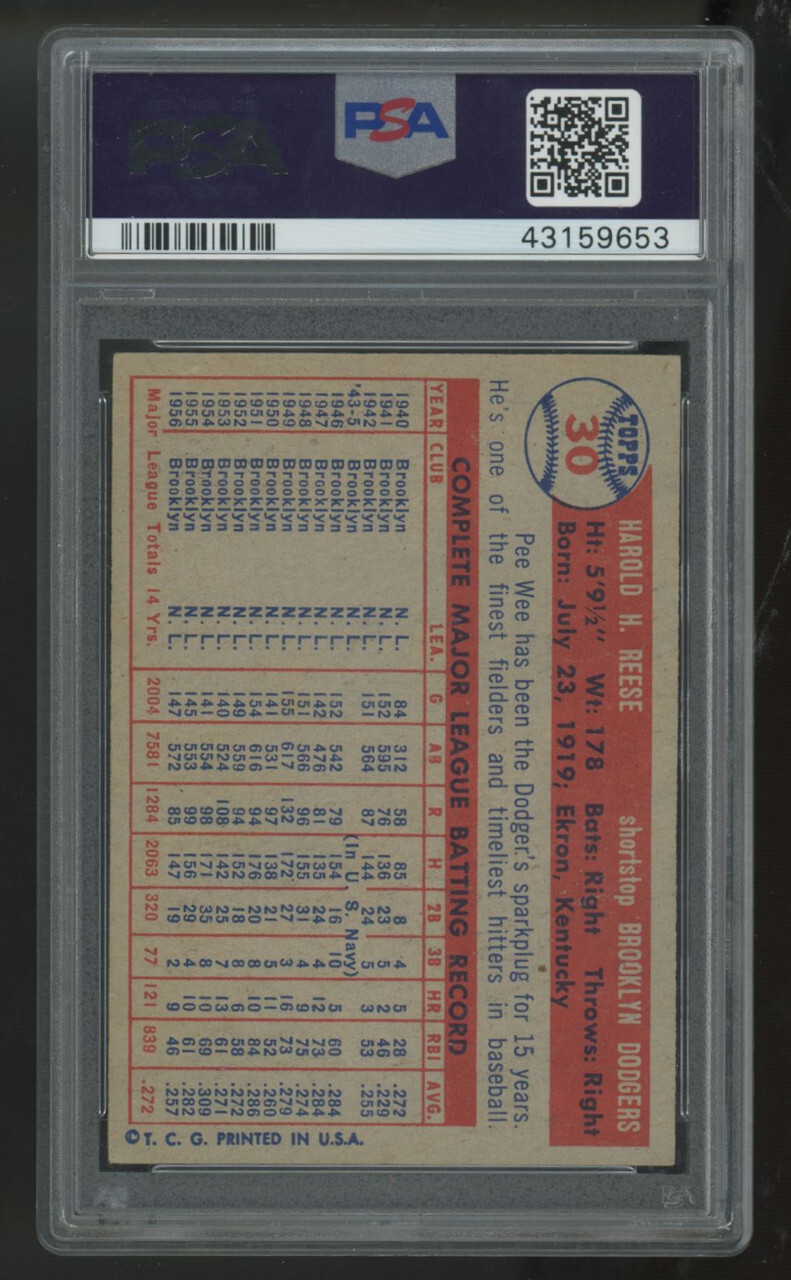 PSA
PSA
43159653
TOPPS
30
HAROLD H. REESE shortstop BROOKLYN DODGERS
Ht: 5'9½" Wt: 178 Bats: Right Throws: Right
Born: July 23, 1919; Ekron, Kentucky
Pee Wee has been the Dodger's sparkplug for 15 years.
He's one of the finest fielders and timeliest hitters in baseball.
COMPLETE MAJOR LEAGUE BATTING RECORD
YEAR CLUB LEA. G AB R H 2B 3B HR RBI AVG.
1940 Brooklyn N. L. 84 312 58 85 8 4 5 28 .272
1941 Brooklyn N. L. 152 595 76 136 23 5 2 46 .229
1942 Brooklyn N. L. 151 564 87 144 24 5 3 53 .255
'43-5 Brooklyn N. L. (In U. S. Navy)
1946 Brooklyn N. L. 152 542 79 154 16 10 5 60 .284
1947 Brooklyn N. L. 142 476 81 135 24 4 12 73 .284
1948 Brooklyn N. L. 151 566 96 155 31 4 9 75 .274
1949 Brooklyn N. L. 155 617 132 172 27 3 16 73 .279
1950 Brooklyn N. L. 141 531 97 138 21 5 11 52 .260
1951 Brooklyn N. L. 154 616 94 176 20 8 10 84 .286
1952 Brooklyn N. L. 149 559 94 152 18 8 6 58 .272
1953 Brooklyn N. L. 140 524 108 142 25 7 13 61 .271
1954 Brooklyn N. L. 141 554 98 171 35 8 10 69 .309
1955 Brooklyn N. L. 145 553 99 156 29 4 10 61 .282
1956 Brooklyn N. L. 147 572 85 147 19 2 9 46 .257
Major League Totals 14 Yrs. 2004 7581 1284 2063 320 77 121 839 .272
© T. C. G. PRINTED IN U.S.A.